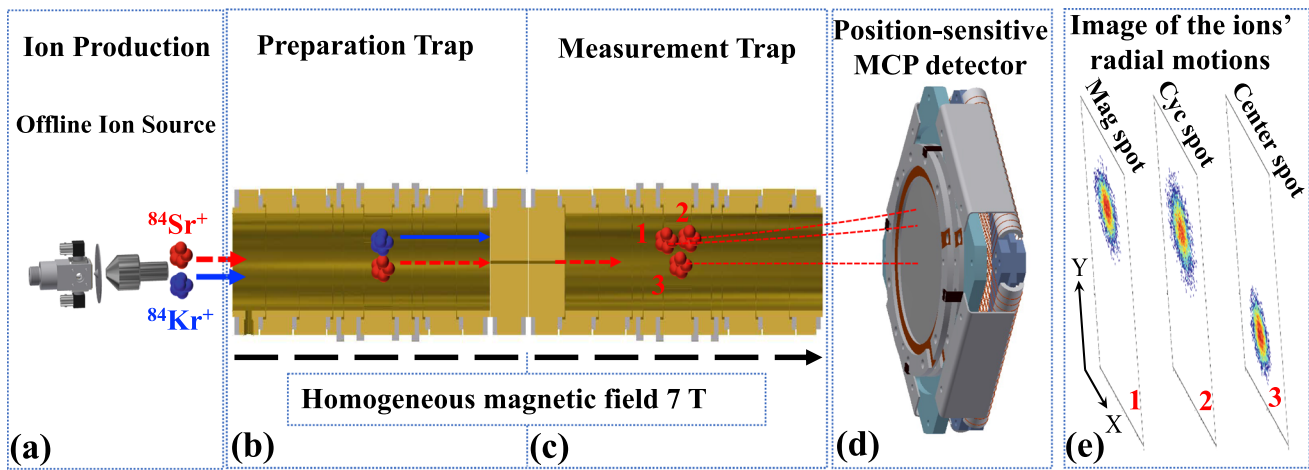 Ion Production
Offline Ion Source
⁸⁴Sr⁺
⁸⁴Kr⁺
(a)
Preparation Trap
(b)
Measurement Trap
1
2
3
(c)
Homogeneous magnetic field 7 T
Position-sensitive
MCP detector
(d)
Image of the ions’
radial motions
Mag spot
Cyc spot
Center spot
Y
X
1
2
3
(e)